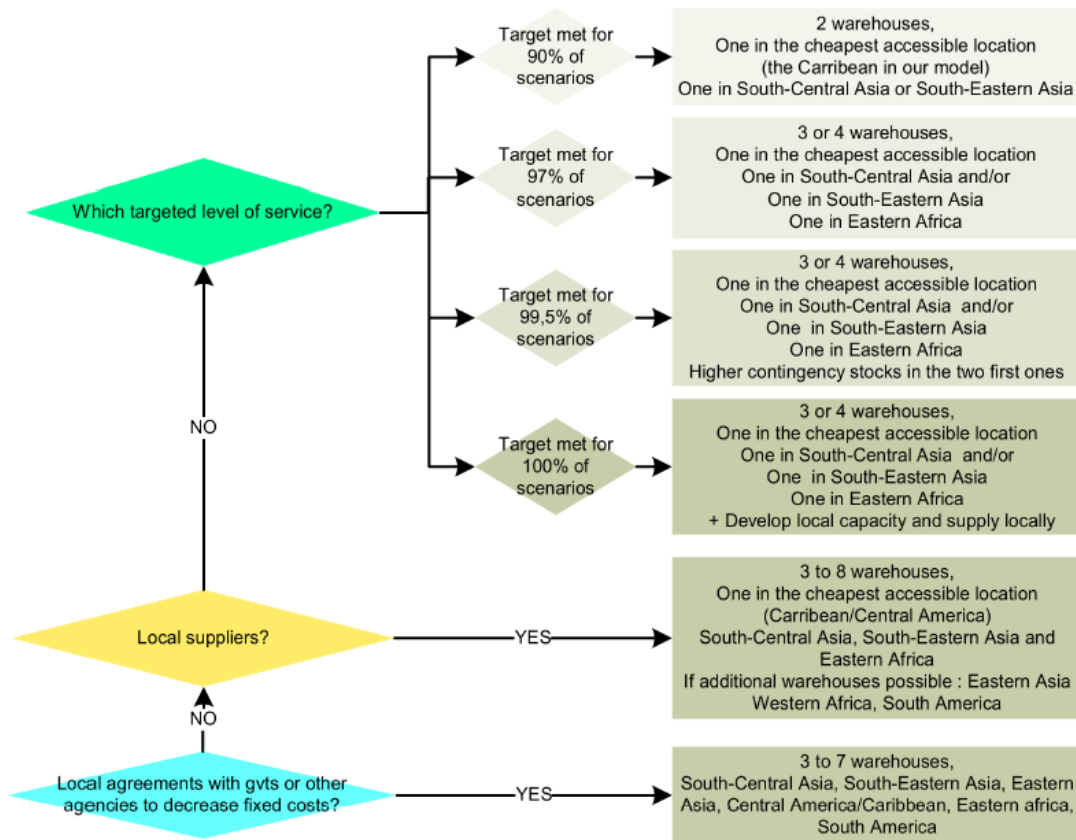 Target met for
90% of
scenarios
2 warehouses,
One in the cheapest accessible location
(the Carribean in our model)
One in South-Central Asia or South-Eastern Asia
Which targeted level of service?
Target met for
97% of
scenarios
3 or 4 warehouses,
One in the cheapest accessible location
One in South-Central Asia and/or
One in South-Eastern Asia
One in Eastern Africa
Target met for
99,5% of
scenarios
3 or 4 warehouses,
One in the cheapest accessible location
One in South-Central Asia and/or
One in South-Eastern Asia
One in Eastern Africa
Higher contingency stocks in the two first ones
NO
Target met for
100% of
scenarios
3 or 4 warehouses,
One in the cheapest accessible location
One in South-Central Asia and/or
One in South-Eastern Asia
One in Eastern Africa
+ Develop local capacity and supply locally
Local suppliers?
YES
3 to 8 warehouses,
One in the cheapest accessible location
(Carribean/Central America)
South-Central Asia, South-Eastern Asia and
Eastern Africa
If additional warehouses possible : Eastern Asia
Western Africa, South America
NO
Local agreements with gvts or other
agencies to decrease fixed costs?
YES
3 to 7 warehouses,
South-Central Asia, South-Eastern Asia, Eastern
Asia, Central America/Caribbean, Eastern africa,
South America